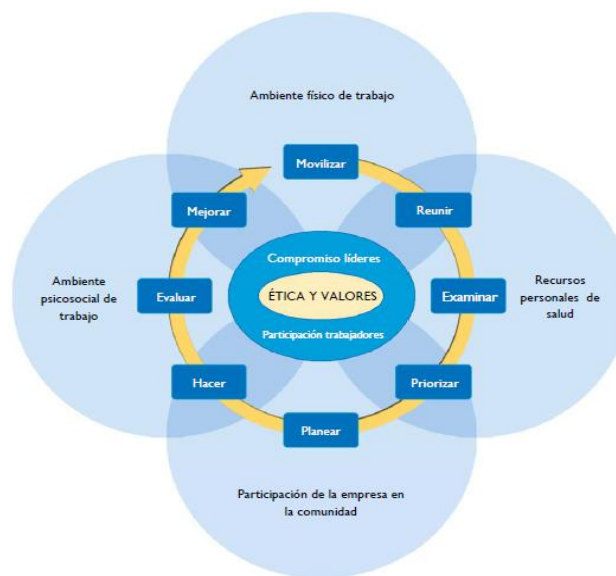 Ambiente físico de trabajo
Movilizar
Mejorar
Reunir
Compromiso líderes
Ambiente
psicosocial de
trabajo
Evaluar
ÉTICA Y VALORES
Examinar
Recursos
personales de
salud
Participación trabajadores
Hacer
Priorizar
Planear
Participación de la empresa en
la comunidad